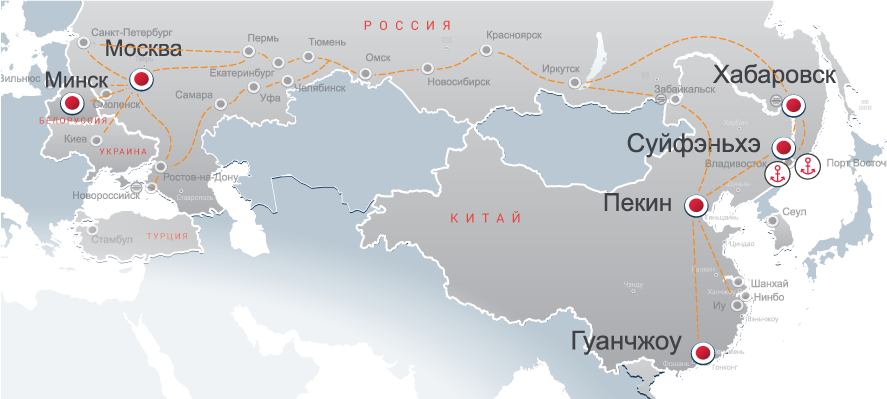 РОССИЯ
Санкт-Петербург
Москва
Пермь
Тюмень
Красноярск
Омск
Вильнюс
Минск
Екатеринбург
Новосибирск
Иркутск
Хабаровск
Челябинск
Смоленск
Самара
Уфа
Забайкальск
БЕЛОРУССИЯ
Киев
УКРАИНА
Суйфэньхэ
Владивосток
Порт Восточ
Ростов-на-Дону
Новороссийск
Ставрополь
Пекин
КИТАЙ
Сеул
Стамбул
ТУРЦИЯ
Циндао
Шанхай
Нинбо
Иу
Гуанчжоу
Гонконг